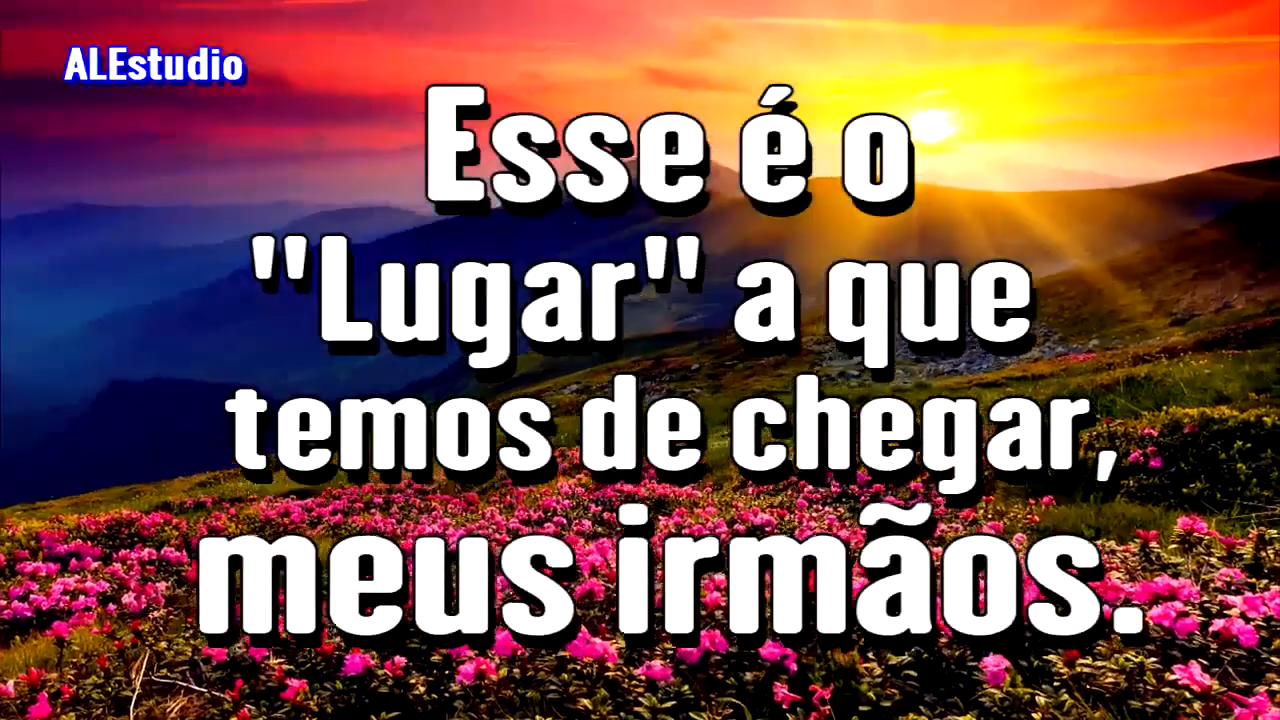 ALEstudio
Esse é o
"Lugar" a que
temos de chegar,
meus irmãos.